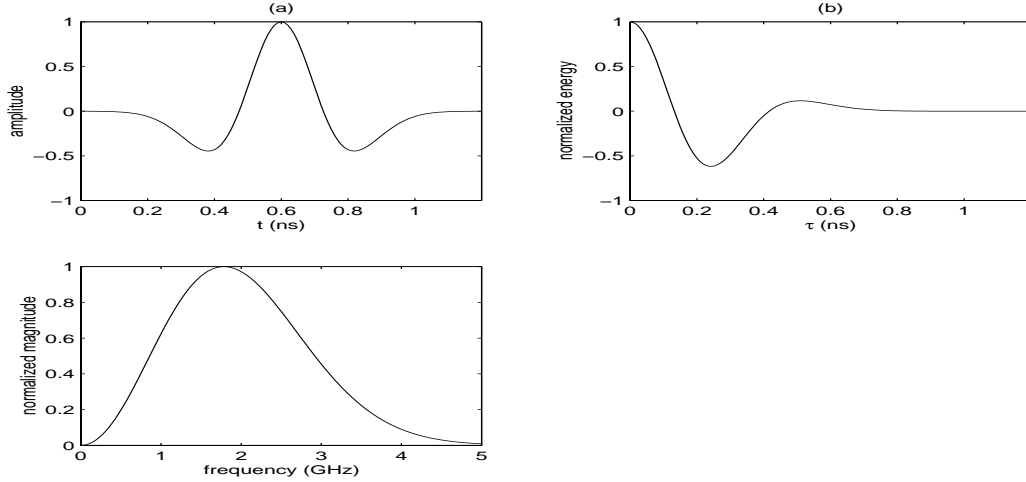 (a)
1
0.5
0
−0.5
−1
amplitude
0 0.2 0.4 0.6 0.8 1
t (ns)
(b)
1
0.5
0
−0.5
−1
normalized energy
0 0.2 0.4 0.6 0.8 1
τ (ns)
1
0.8
0.6
0.4
0.2
0
normalized magnitude
0 1 2 3 4 5
frequency (GHz)